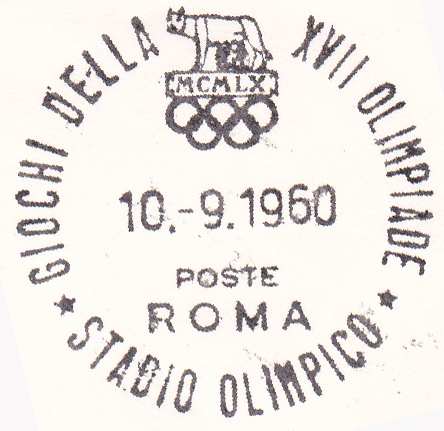 GIOCHI DELLA XVII OLIMPIADE
MCMLX
10.-9.1960
POSTE
ROMA
★ STADIO OLIMPICO ★